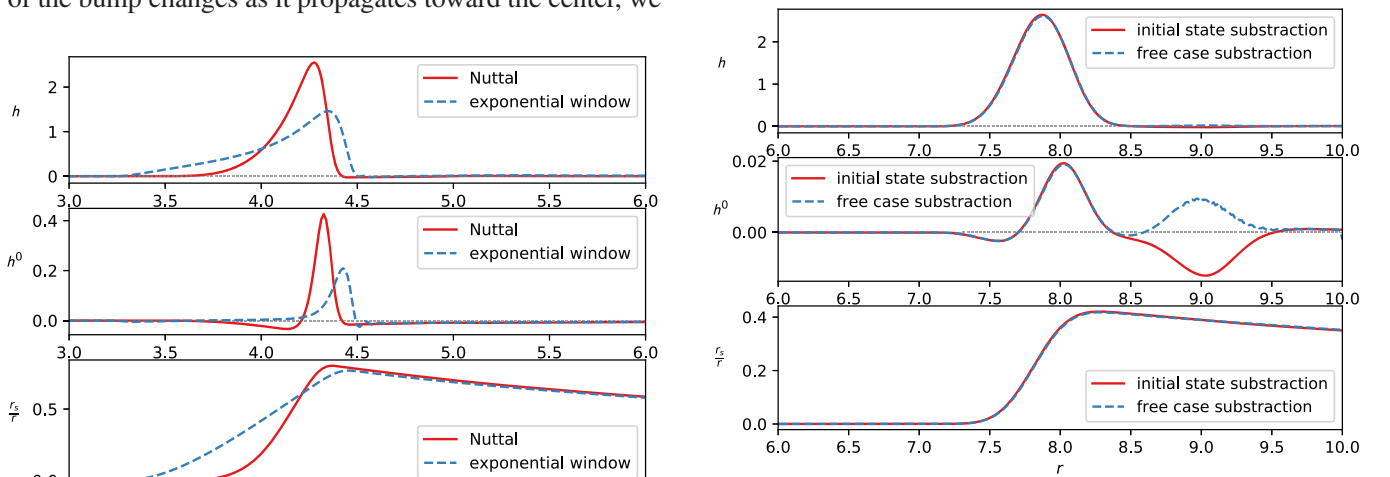 of the bump changes as it propagates toward the center, we
h
2
1
0
Nuttal
exponential window
3.0 3.5 4.0 4.5 5.0 5.5 6.0
h⁰
0.4
0.2
0.0
Nuttal
exponential window
3.0 3.5 4.0 4.5 5.0 5.5 6.0
r_s/r
0.5
Nuttal
exponential window
h
2
1
0
initial state substraction
free case substraction
6.0 6.5 7.0 7.5 8.0 8.5 9.0 9.5 10.0
h⁰
0.02
0.00
initial state substraction
free case substraction
6.0 6.5 7.0 7.5 8.0 8.5 9.0 9.5 10.0
r_s/r
0.4
0.2
0.0
initial state substraction
free case substraction
6.0 6.5 7.0 7.5 8.0 8.5 9.0 9.5 10.0
r